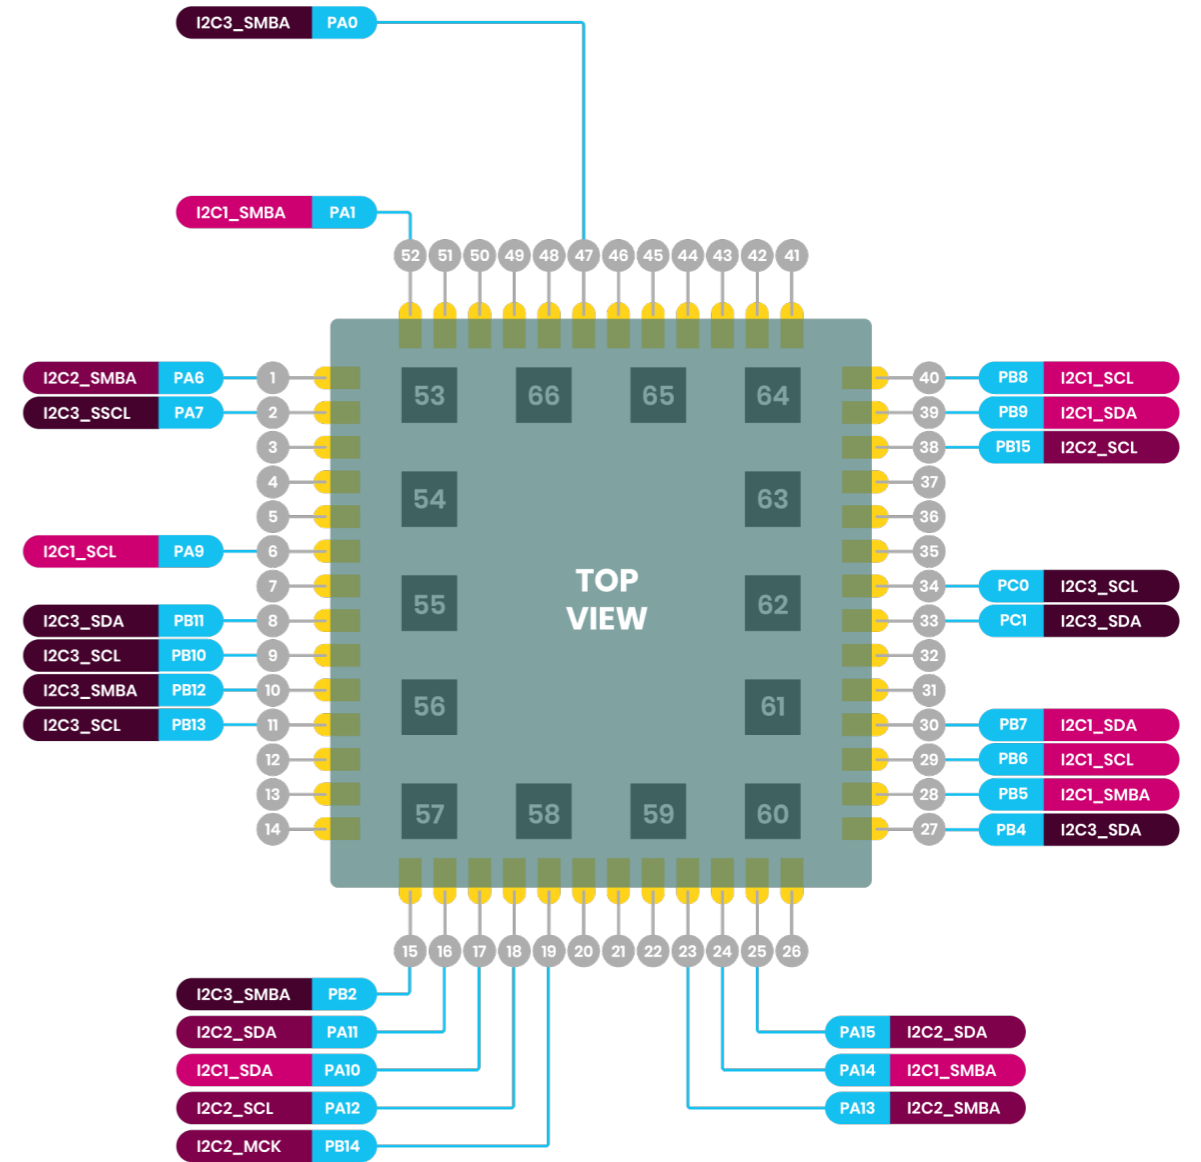 I2C3_SMBA PA0
I2C1_SMBA PA1
52 51 50 49 48 47 46 45 44 43 42 41
I2C2_SMBA PA6 1
I2C3_SSCL PA7 2
3
4
5
I2C1_SCL PA9 6
7
I2C3_SDA PB11 8
I2C3_SCL PB10 9
I2C3_SMBA PB12 10
I2C3_SCL PB13 11
12
13
14
53 66 65 64
54 63
55 62
56 61
57 58 59 60
TOP
VIEW
40 PB8 I2C1_SCL
39 PB9 I2C1_SDA
38 PB15 I2C2_SCL
37
36
35
34 PC0 I2C3_SCL
33 PC1 I2C3_SDA
32
31
30 PB7 I2C1_SDA
29 PB6 I2C1_SCL
28 PB5 I2C1_SMBA
27 PB4 I2C3_SDA
15 16 17 18 19 20 21 22 23 24 25 26
I2C3_SMBA PB2
I2C2_SDA PA11
I2C1_SDA PA10
I2C2_SCL PA12
I2C2_MCK PB14
PA15 I2C2_SDA
PA14 I2C1_SMBA
PA13 I2C2_SMBA